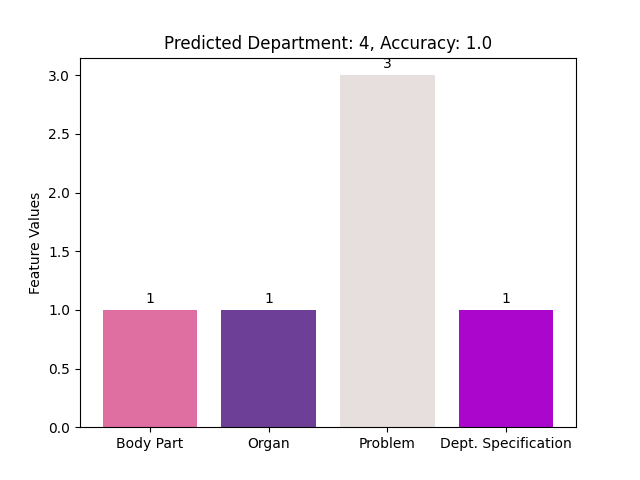 Predicted Department: 4, Accuracy: 1.0
3.0
2.5
2.0
1.5
1.0
0.5
0.0
Feature Values
1
1
3
1
Body Part
Organ
Problem
Dept. Specification